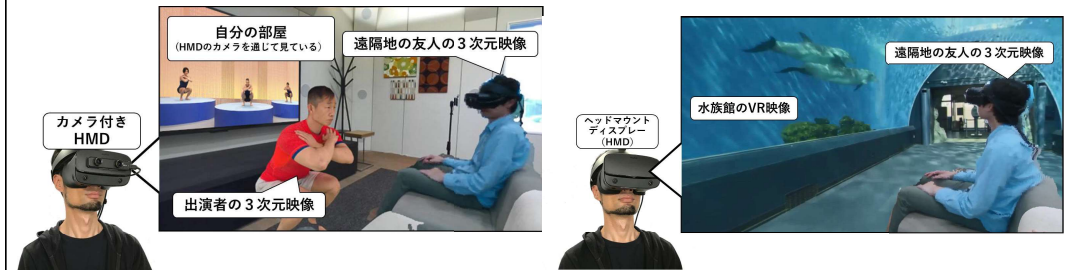 自分の部屋
(HMDのカメラを通じて見ている)
遠隔地の友人の3次元映像
カメラ付き
HMD
出演者の3次元映像
遠隔地の友人の3次元映像
水族館のVR映像
ヘッドマウント
ディスプレー
(HMD)